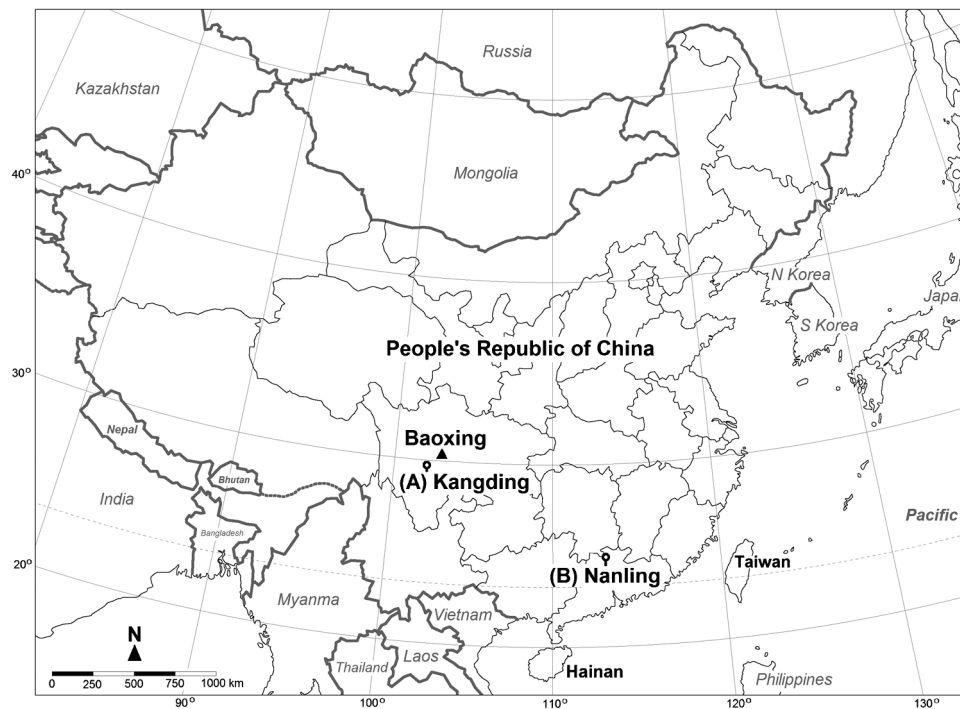 Russia
Kazakhstan
Mongolia
40°
N Korea
Japan
S Korea
People's Republic of China
30°
Nepal
Baoxing
(A) Kangding
Bhutan
India
Pacific
Bangladesh
20°
Taiwan
(B) Nanling
Myanma
Vietnam
N
Laos
Thailand
Hainan
Philippines
0 250 500 750 1000 km
90° 100° 110° 120° 130°